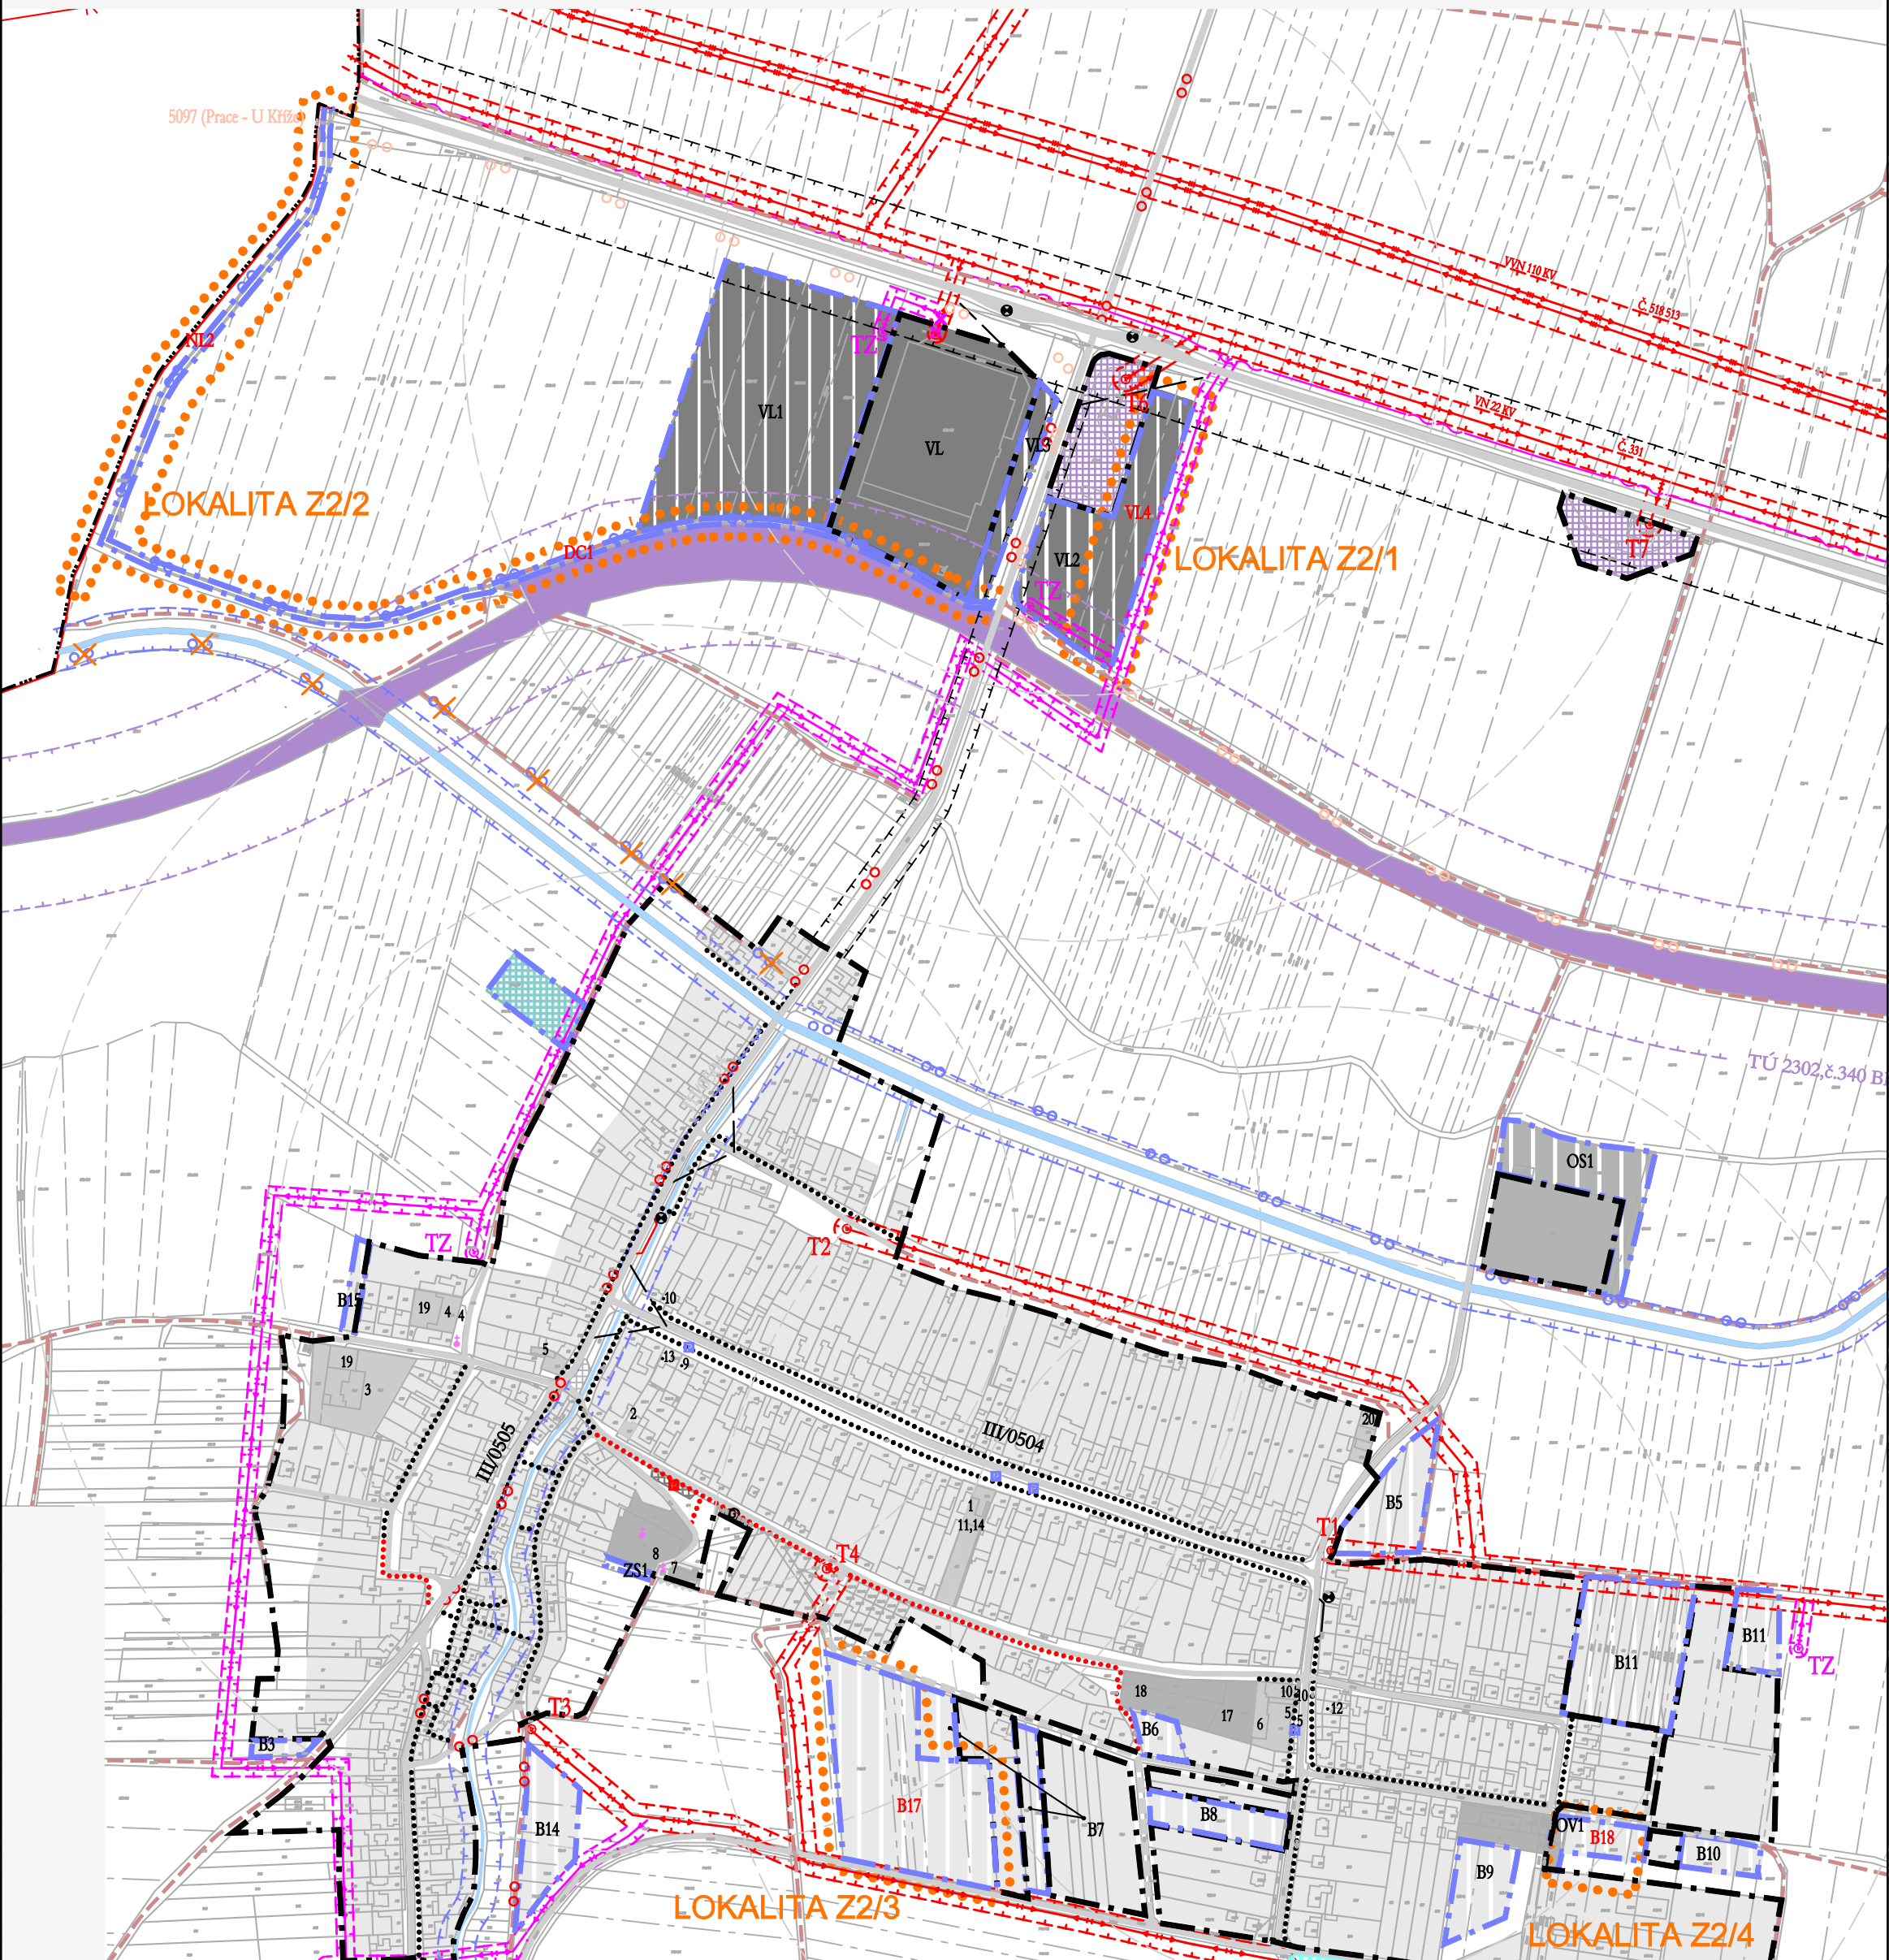 5097 (Prace - U Kříže)
VVN 110 KV
Č. 518 513
NL2
TZ
VL1
VL
VL3
T6
VN 22 KV
Č. 331
LOKALITA Z2/2
VL4
DC1
VL2
LOKALITA Z2/1
T7
TZ
TÚ 2302,č.340 B
OS1
TZ
T2
B15
19
4
4
10
19
3
5
13
9
2
III/0505
III/0504
20
B5
1
11,14
T1
T4
8
7
ZS1
B11
B11
TZ
T3
18
10
17
6
5
12
B6
B3
B17
B7
B8
B14
OV1
B18
B10
B9
LOKALITA Z2/3
LOKALITA Z2/4